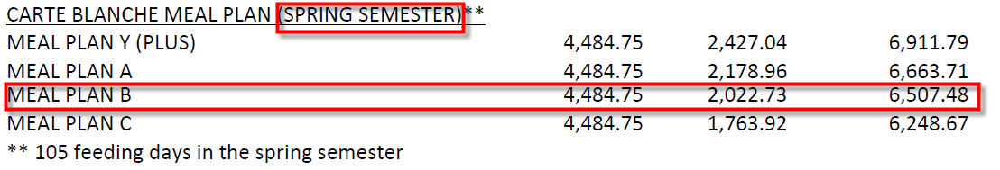 CARTE BLANCHE MEAL PLAN (SPRING SEMESTER)**
MEAL PLAN Y (PLUS) 4,484.75 2,427.04 6,911.79
MEAL PLAN A 4,484.75 2,178.96 6,663.71
MEAL PLAN B 4,484.75 2,022.73 6,507.48
MEAL PLAN C 4,484.75 1,763.92 6,248.67
** 105 feeding days in the spring semester